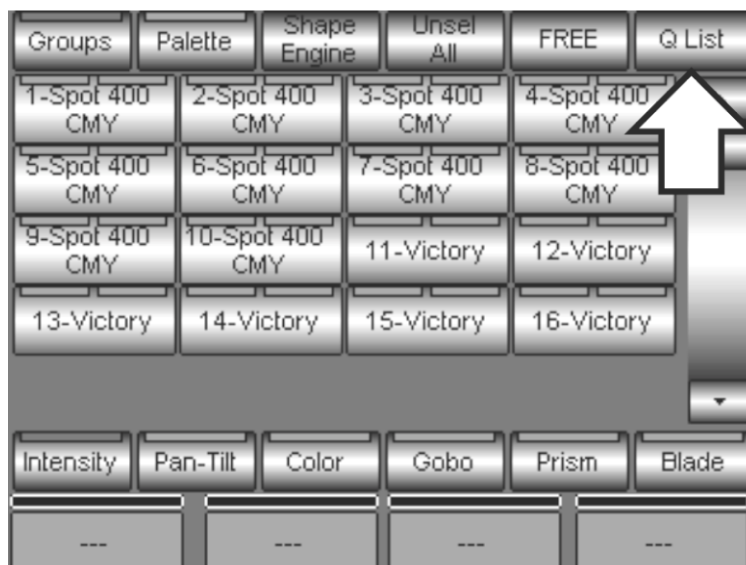 Groups
Palette
Shape
Engine
Unsel
All
FREE
Q List
1-Spot 400
CMY
2-Spot 400
CMY
3-Spot 400
CMY
4-Spot 400
CMY
5-Spot 400
CMY
6-Spot 400
CMY
7-Spot 400
CMY
8-Spot 400
CMY
9-Spot 400
CMY
10-Spot 400
CMY
11-Victory
12-Victory
13-Victory
14-Victory
15-Victory
16-Victory
Intensity
Pan-Tilt
Color
Gobo
Prism
Blade
---
---
---
---